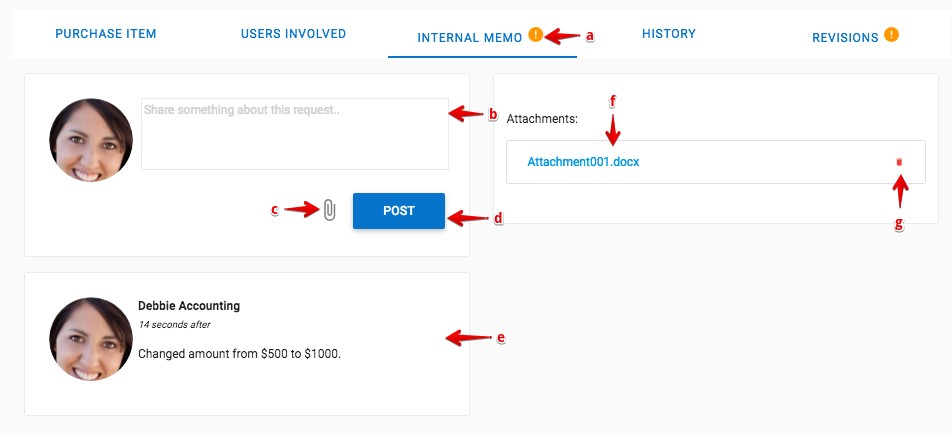 PURCHASE ITEM
USERS INVOLVED
INTERNAL MEMO !
a
HISTORY
REVISIONS !
Share something about this request..
b
c
POST
d
Attachments:
f
Attachment001.docx
g
Debbie Accounting
14 seconds after
Changed amount from $500 to $1000.
e